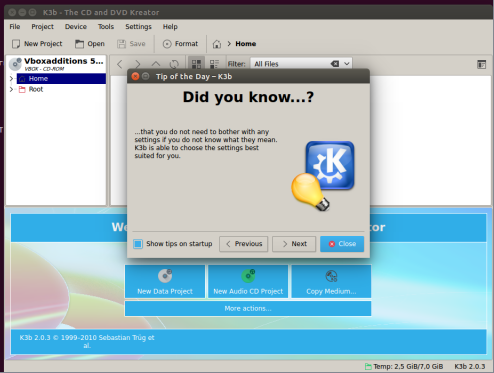 K3b - The CD and DVD Kreator
File Project Device Tools Settings Help
New Project Open Save Format > Home
Vboxadditions 5...
VBOX - CD-ROM
Filter: All Files
Home
Root
Tip of the Day – K3b
Did you know...?
...that you do not need to bother with any
settings if you do not know what they mean.
K3b is able to choose the settings best
suited for you.
Show tips on startup < Previous > Next Close
New Data Project New Audio CD Project Copy Medium...
More actions...
K3b 2.0.3 © 1999–2010 Sebastian Trüg et
al.
Temp: 2,5 GiB/7,0 GiB K3b 2.0.3